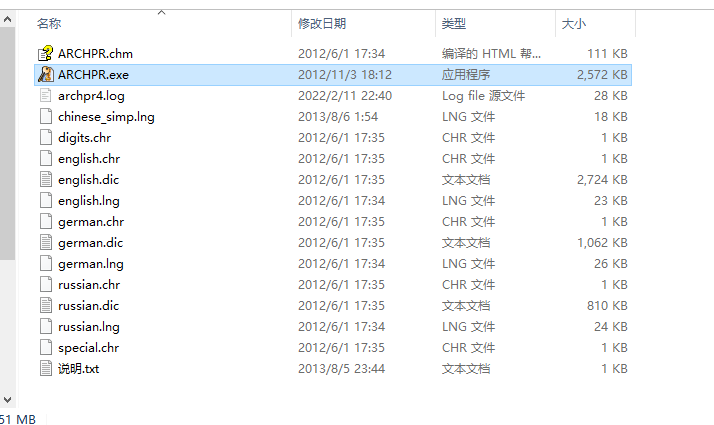 名称 修改日期 类型 大小
ARCHPR.chm 2012/6/1 17:34 编译的 HTML 帮... 111 KB
ARCHPR.exe 2012/11/3 18:12 应用程序 2,572 KB
archpr4.log 2022/2/11 22:40 Log file 源文件 28 KB
chinese_simp.lng 2013/8/6 1:54 LNG 文件 18 KB
digits.chr 2012/6/1 17:35 CHR 文件 1 KB
english.chr 2012/6/1 17:35 CHR 文件 1 KB
english.dic 2012/6/1 17:35 文本文档 2,724 KB
english.lng 2012/6/1 17:34 LNG 文件 23 KB
german.chr 2012/6/1 17:35 CHR 文件 1 KB
german.dic 2012/6/1 17:35 文本文档 1,062 KB
german.lng 2012/6/1 17:34 LNG 文件 26 KB
russian.chr 2012/6/1 17:35 CHR 文件 1 KB
russian.dic 2012/6/1 17:35 文本文档 810 KB
russian.lng 2012/6/1 17:34 LNG 文件 24 KB
special.chr 2012/6/1 17:35 CHR 文件 1 KB
说明.txt 2013/8/5 23:44 文本文档 1 KB
51 MB